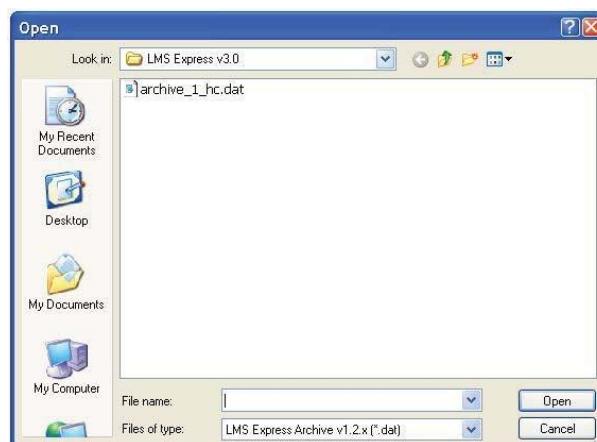 Open
Look in: LMS Express v3.0
archive_1_hc.dat
My Recent
Documents
Desktop
My Documents
My Computer
File name:
Open
Files of type: LMS Express Archive v1.2.x (*.dat)
Cancel